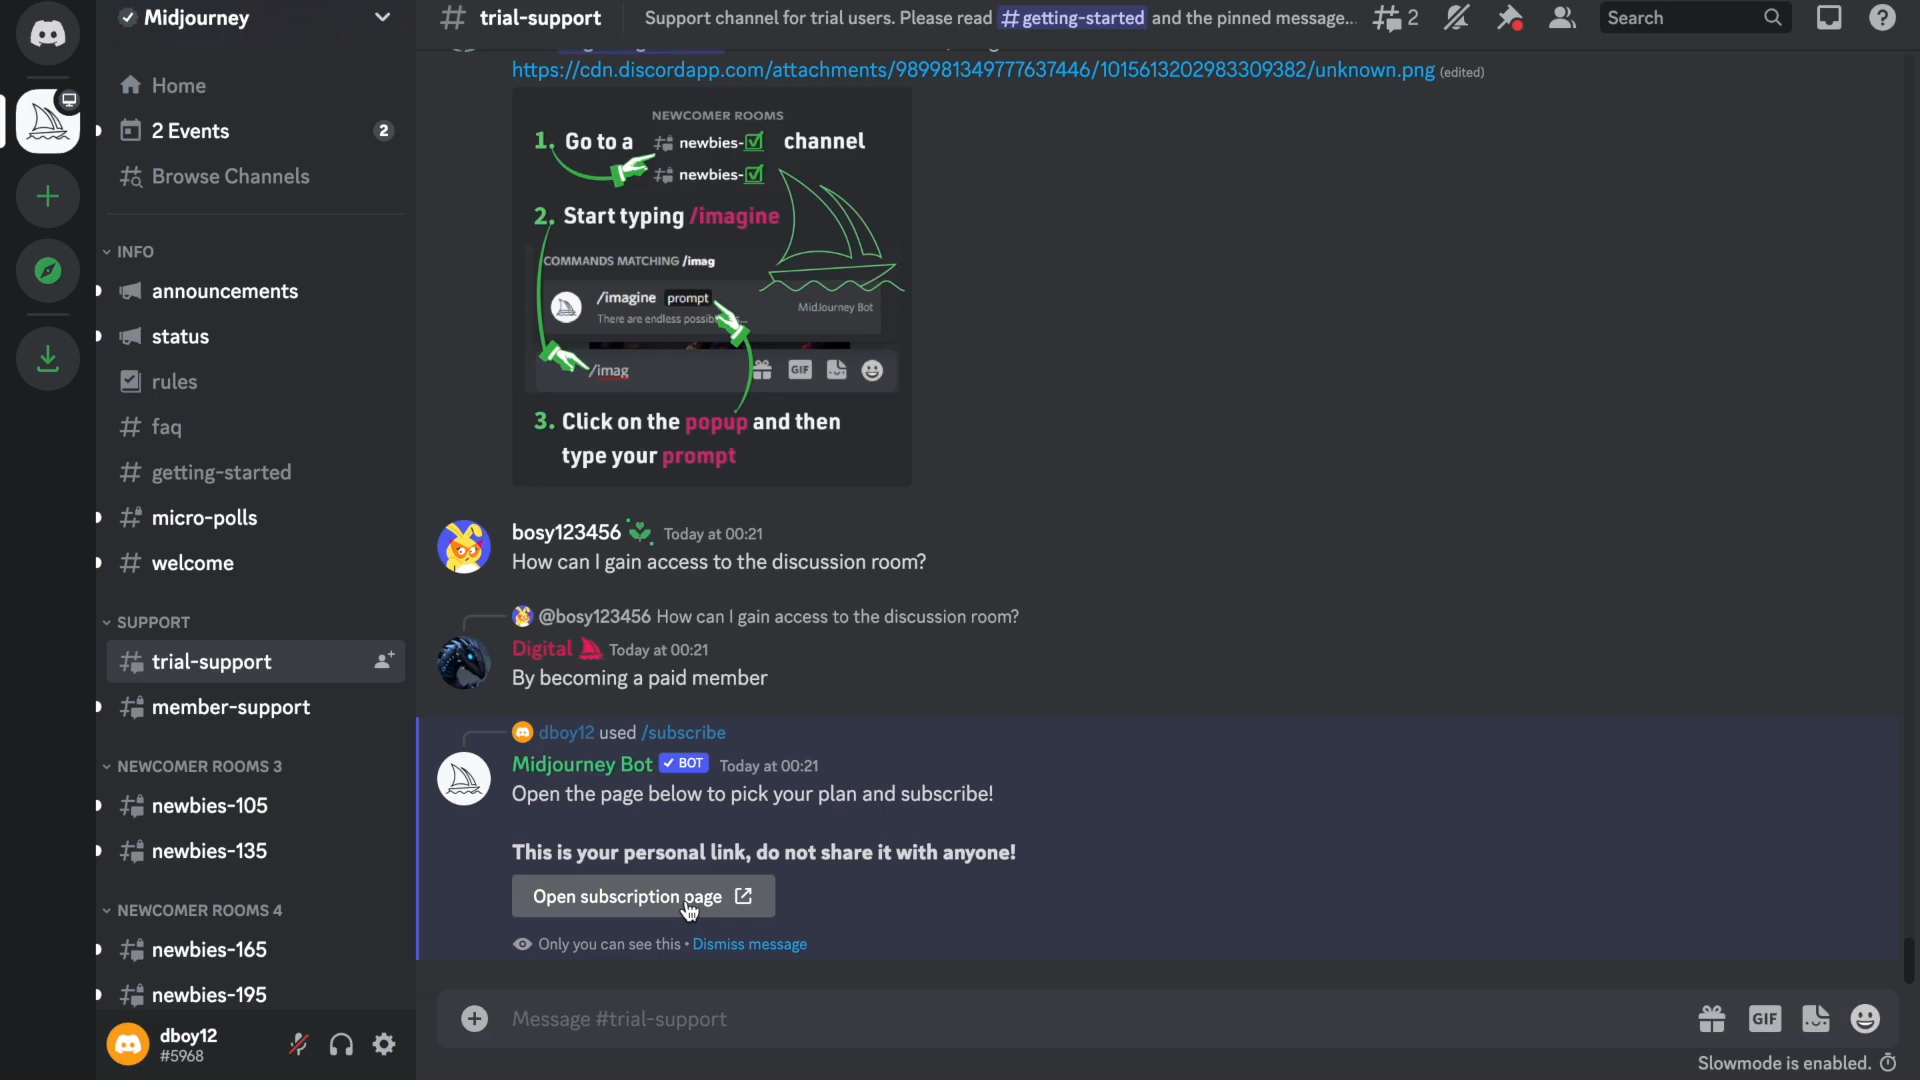 Midjourney
Home
2 Events
2
Browse Channels
INFO
announcements
status
rules
faq
getting-started
micro-polls
welcome
SUPPORT
trial-support
member-support
NEWCOMER ROOMS 3
newbies-105
newbies-135
NEWCOMER ROOMS 4
newbies-165
newbies-195
dboy12
#5968
trial-support
Support channel for trial users. Please read #getting-started and the pinned message...
2
Search
https://cdn.discordapp.com/attachments/989981349777637446/1015613202983309382/unknown.png (edited)
NEWCOMER ROOMS
1. Go to a newbies- channel
newbies-
2. Start typing /imagine
COMMANDS MATCHING /imag
/imagine prompt
MidJourney Bot
There are endless
/imag
GIF
3. Click on the popup and then
type your prompt
bosy123456 Today at 00:21
How can I gain access to the discussion room?
@bosy123456 How can I gain access to the discussion room?
Digital Today at 00:21
By becoming a paid member
dboy12 used /subscribe
Midjourney Bot ✓ BOT Today at 00:21
Open the page below to pick your plan and subscribe!
This is your personal link, do not share it with anyone!
Open subscription page
Only you can see this • Dismiss message
Message #trial-support
GIF
Slowmode is enabled.